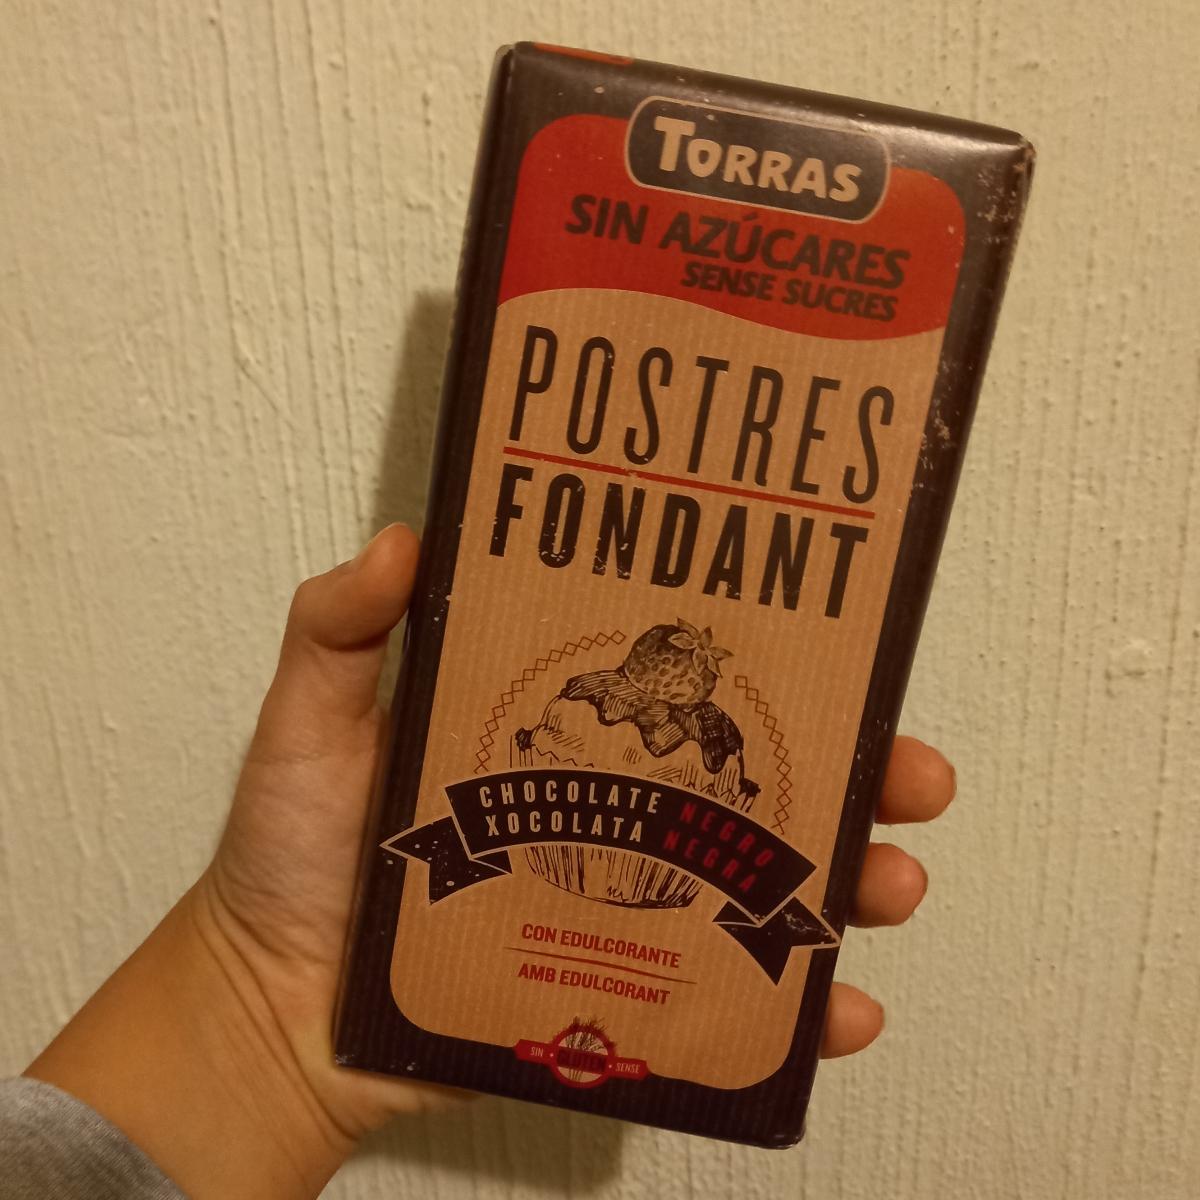 TORRAS
SIN AZÚCARES
SENSE SUCRES
POSTRES
FONDANT
CHOCOLATE NEGRO
XOCOLATA NEGRA
CON EDULCORANTE
AMB EDULCORANT
SIN · GLUTEN · SENSE